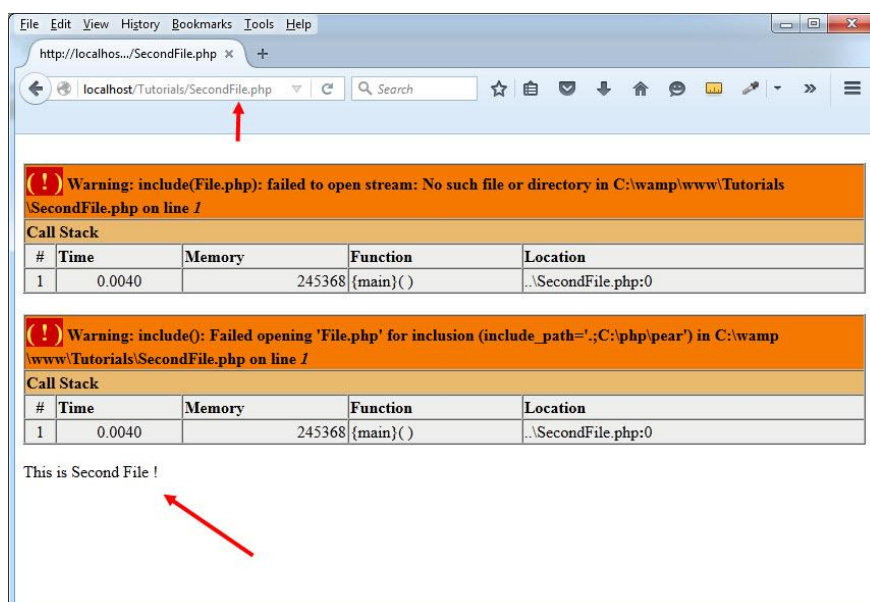 File Edit View History Bookmarks Tools Help
http://localhos.../SecondFile.php × +
localhost/Tutorials/SecondFile.php Search
( ! ) Warning: include(File.php): failed to open stream: No such file or directory in C:\wamp\www\Tutorials
\SecondFile.php on line 1
Call Stack
# Time Memory Function Location
1 0.0040 245368 {main}( ) ..\SecondFile.php:0
( ! ) Warning: include(): Failed opening 'File.php' for inclusion (include_path='.;C:\php\pear') in C:\wamp
\www\Tutorials\SecondFile.php on line 1
Call Stack
# Time Memory Function Location
1 0.0040 245368 {main}( ) ..\SecondFile.php:0
This is Second File !